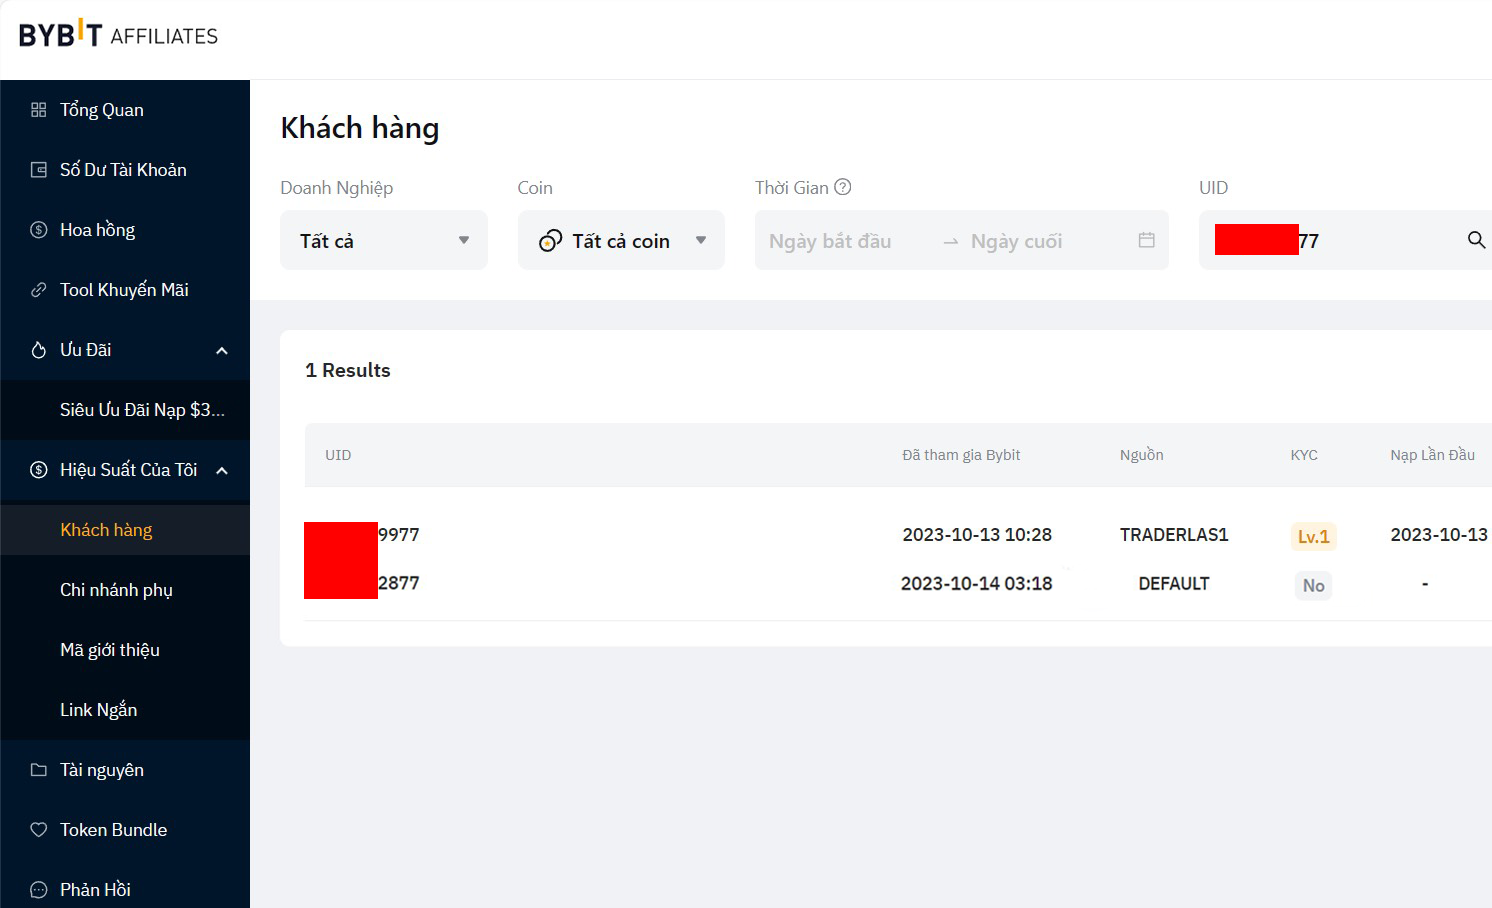 BYBIT AFFILIATES
Tổng Quan
Số Dư Tài Khoản
Hoa hồng
Tool Khuyến Mãi
Ưu Đãi
Siêu Ưu Đãi Nạp $3...
Hiệu Suất Của Tôi
Khách hàng
Chi nhánh phụ
Mã giới thiệu
Link Ngắn
Tài nguyên
Token Bundle
Phản Hồi
Khách hàng
Doanh Nghiệp Coin Thời Gian UID
Tất cả Tất cả coin Ngày bắt đầu → Ngày cuối 77
1 Results
UID Đã tham gia Bybit Nguồn KYC Nạp Lần Đầu
9977 2023-10-13 10:28 TRADERLAS1 Lv.1 2023-10-13
2877 2023-10-14 03:18 DEFAULT No -